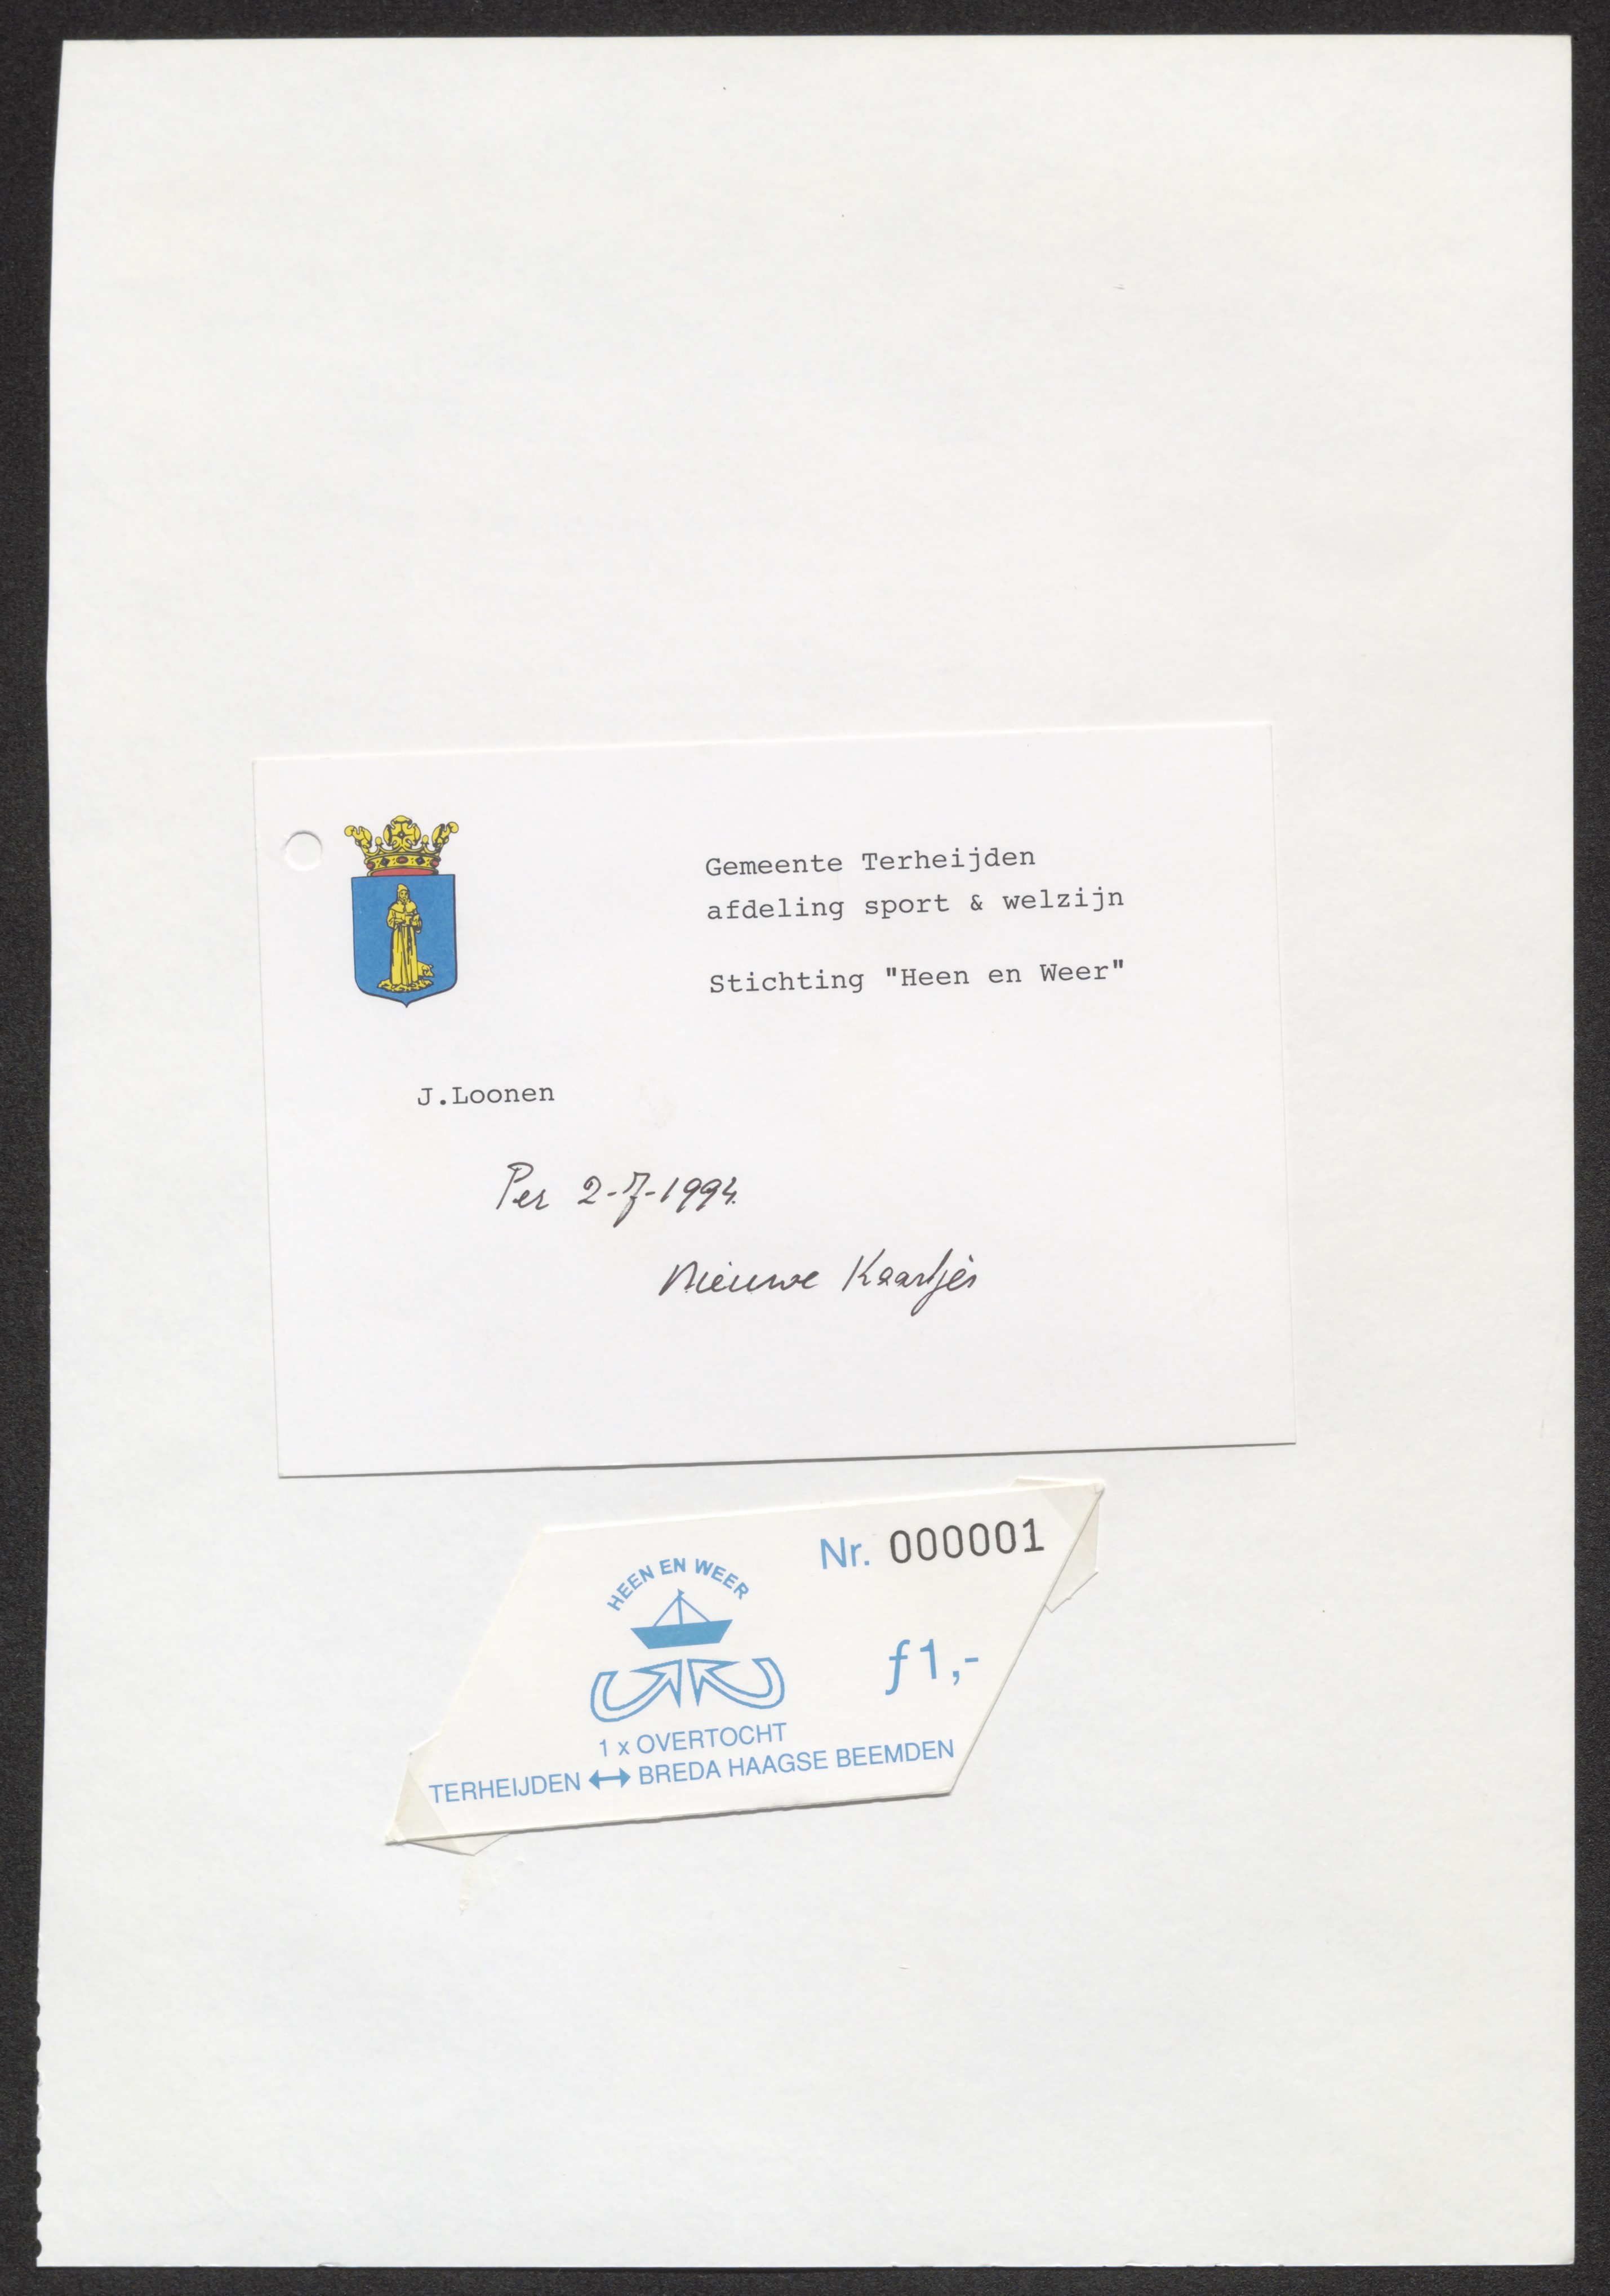 Gemeente Terheijden
afdeling sport & welzijn
Stichting "Heen en Weer"
J.Loonen
Per 2-7-1994.
Nieuwe Kaartjes
Nr. 000001
HEEN EN WEER
ƒ1,-
1 x OVERTOCHT
TERHEIJDEN ↔ BREDA HAAGSE BEEMDEN